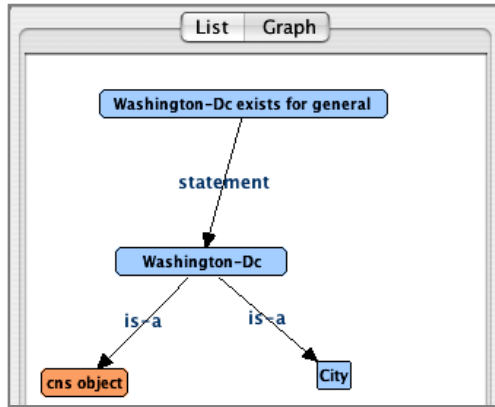 List Graph
Washington-Dc exists for general
statement
Washington-Dc
is-a is-a
cns object City